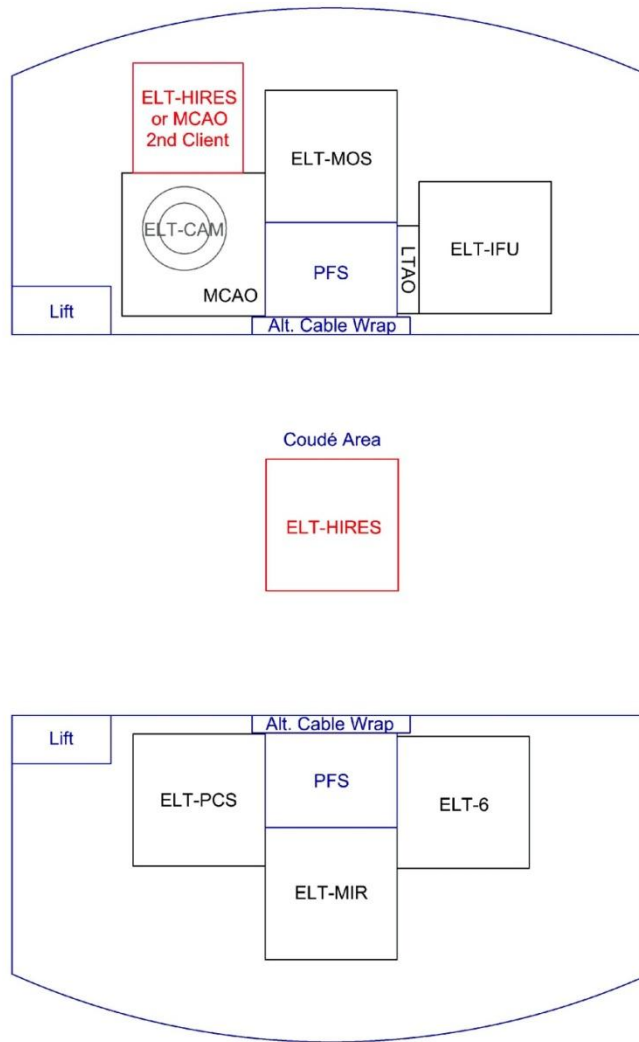 ELT-HIRES
or MCAO
2nd Client
ELT-MOS
ELT-CAM
ELT-IFU
LTAO
PFS
MCAO
Lift
Alt. Cable Wrap
Coudé Area
ELT-HIRES
Alt. Cable Wrap
Lift
PFS
ELT-PCS
ELT-6
ELT-MIR